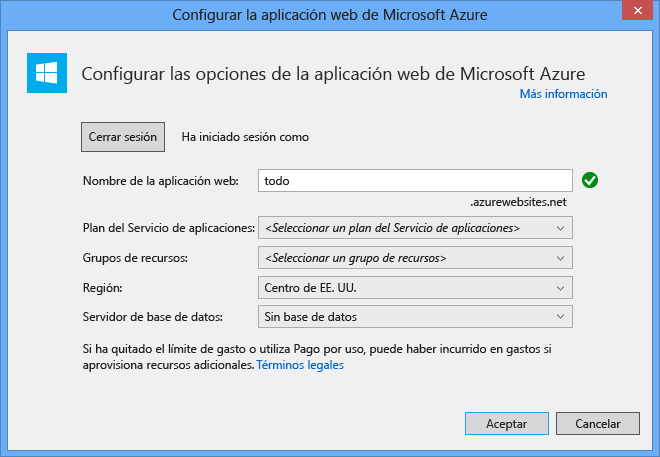 Configurar la aplicación web de Microsoft Azure
Configurar las opciones de la aplicación web de Microsoft Azure
Más información
Cerrar sesión Ha iniciado sesión como
Nombre de la aplicación web: todo
.azurewebsites.net
Plan del Servicio de aplicaciones: <Seleccionar un plan del Servicio de aplicaciones>
Grupos de recursos: <Seleccionar un grupo de recursos>
Región: Centro de EE. UU.
Servidor de base de datos: Sin base de datos
Si ha quitado el límite de gasto o utiliza Pago por uso, puede haber incurrido en gastos si
aprovisiona recursos adicionales. Términos legales
Aceptar Cancelar